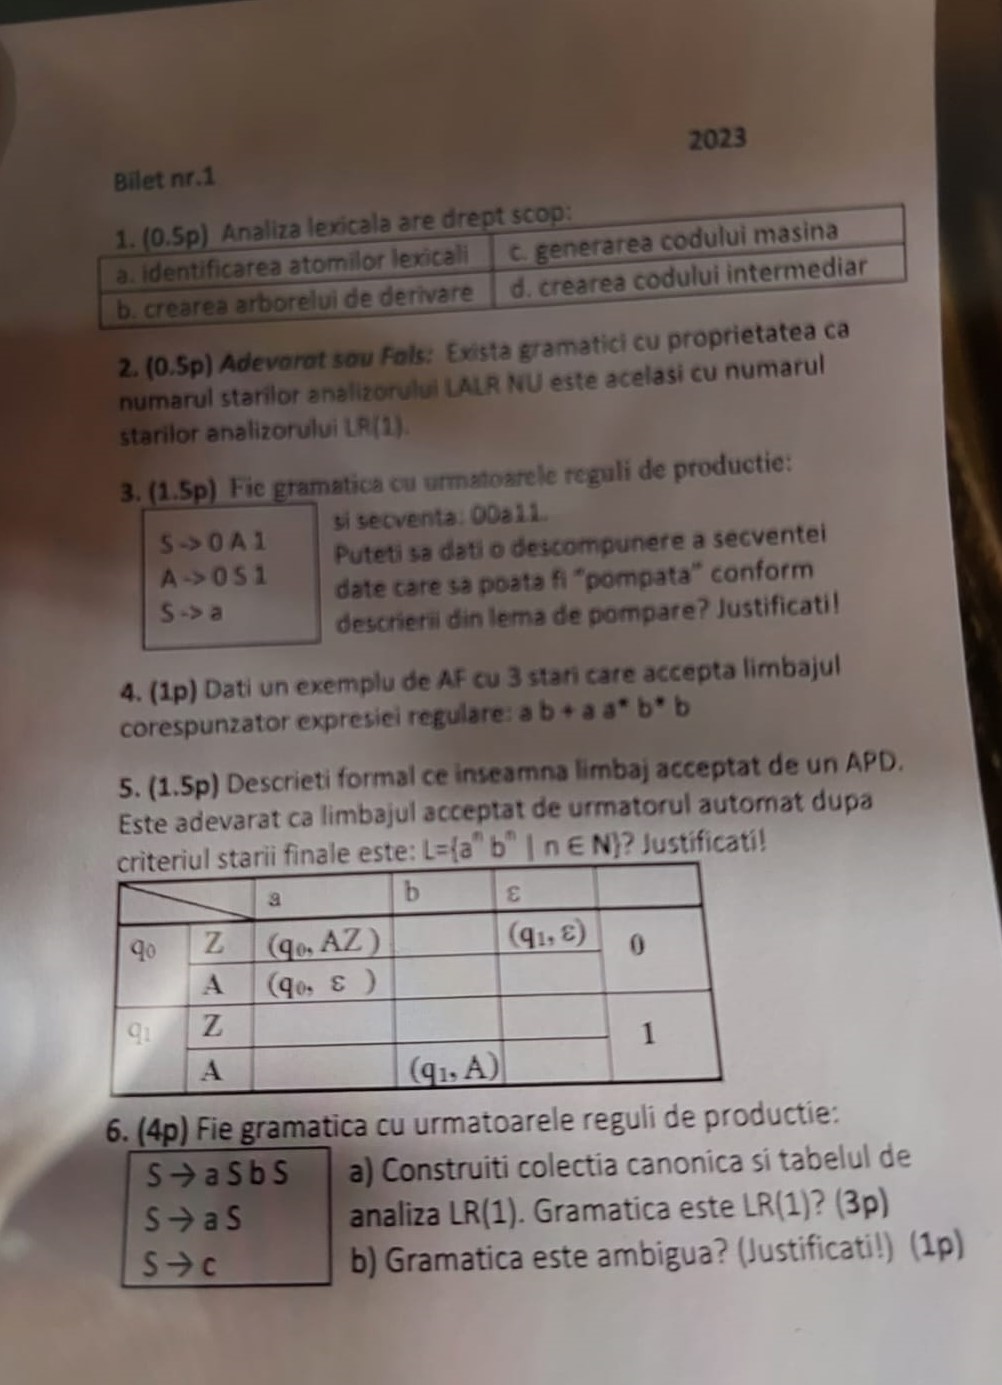 2023
Bilet nr.1
1. (0.5p) Analiza lexicala are drept scop:
a. identificarea atomilor lexicali c. generarea codului masina
b. crearea arborelui de derivare d. crearea codului intermediar
2. (0.5p) Adevarat sau Fals: Exista gramatici cu proprietatea ca
numarul starilor analizorului LALR NU este acelasi cu numarul
starilor analizorului LR(1).
3. (1.5p) Fie gramatica cu urmatoarele reguli de productie:
S -> 0 A 1
A -> 0 S 1
S -> a
si secventa: 00a11.
Puteti sa dati o descompunere a secventei
date care sa poata fi "pompata" conform
descrierii din lema de pompare? Justificati!
4. (1p) Dati un exemplu de AF cu 3 stari care accepta limbajul
corespunzator expresiei regulare: a b + a a* b* b
5. (1.5p) Descrieti formal ce inseamna limbaj acceptat de un APD.
Este adevarat ca limbajul acceptat de urmatorul automat dupa
criteriul starii finale este: L={aⁿ bⁿ | n ∈ N}? Justificati!
a b ε
q₀ Z (q₀, AZ ) (q₁, ε) 0
A (q₀, ε )
q₁ Z 1
A (q₁, A)
6. (4p) Fie gramatica cu urmatoarele reguli de productie:
S → a S b S
S → a S
S → c
a) Construiti colectia canonica si tabelul de
analiza LR(1). Gramatica este LR(1)? (3p)
b) Gramatica este ambigua? (Justificati!) (1p)